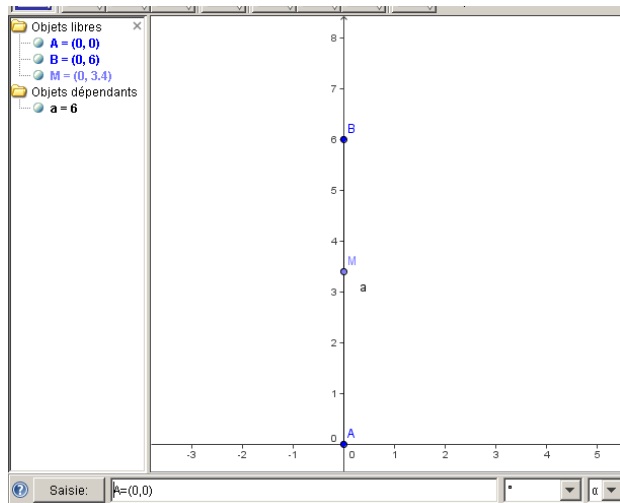 Objets libres
A = (0, 0)
B = (0, 6)
M = (0, 3.4)
Objets dépendants
a = 6
8
7
B
6
5
4
M
a
3
2
1
A
0
-3 -2 -1 0 1 2 3 4 5
Saisie: A=(0,0) ° α